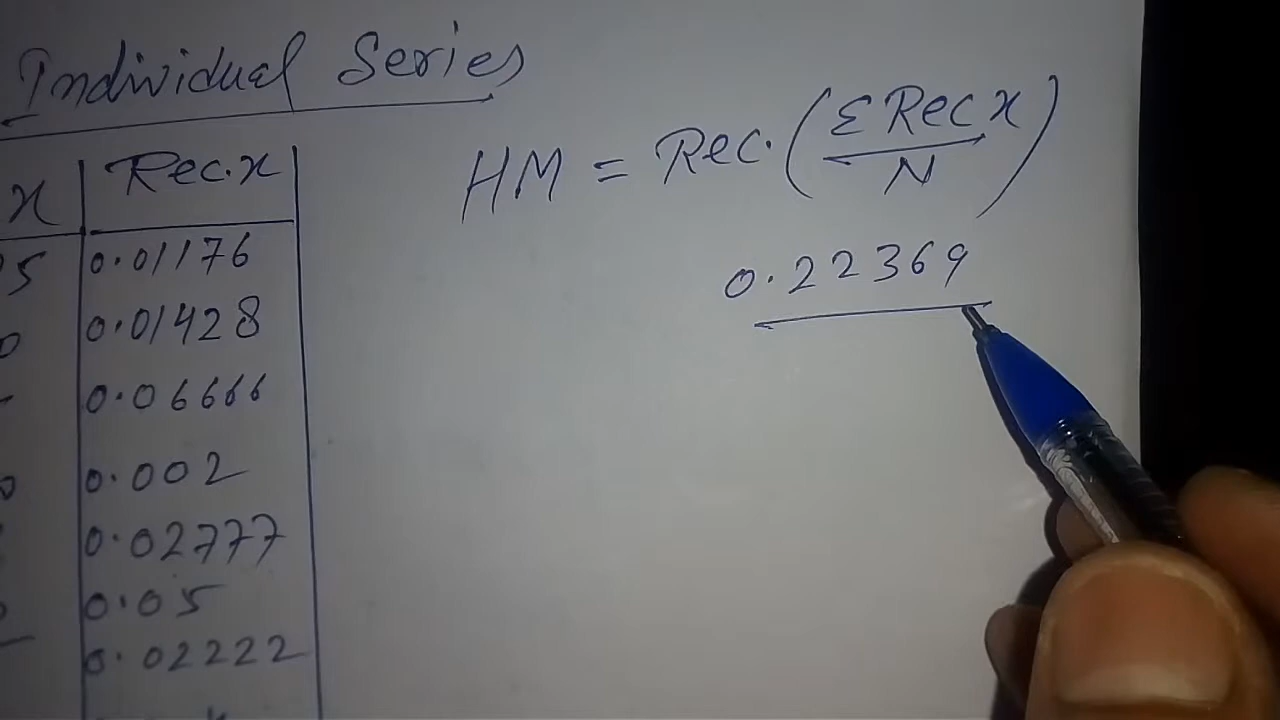 Individual Series
x Rec.x
HM = Rec. (Σ Rec x / N)
5 0.01176
0 0.01428
0.06666
0 0.002
0.02777
0.05
0.02222
0.22369